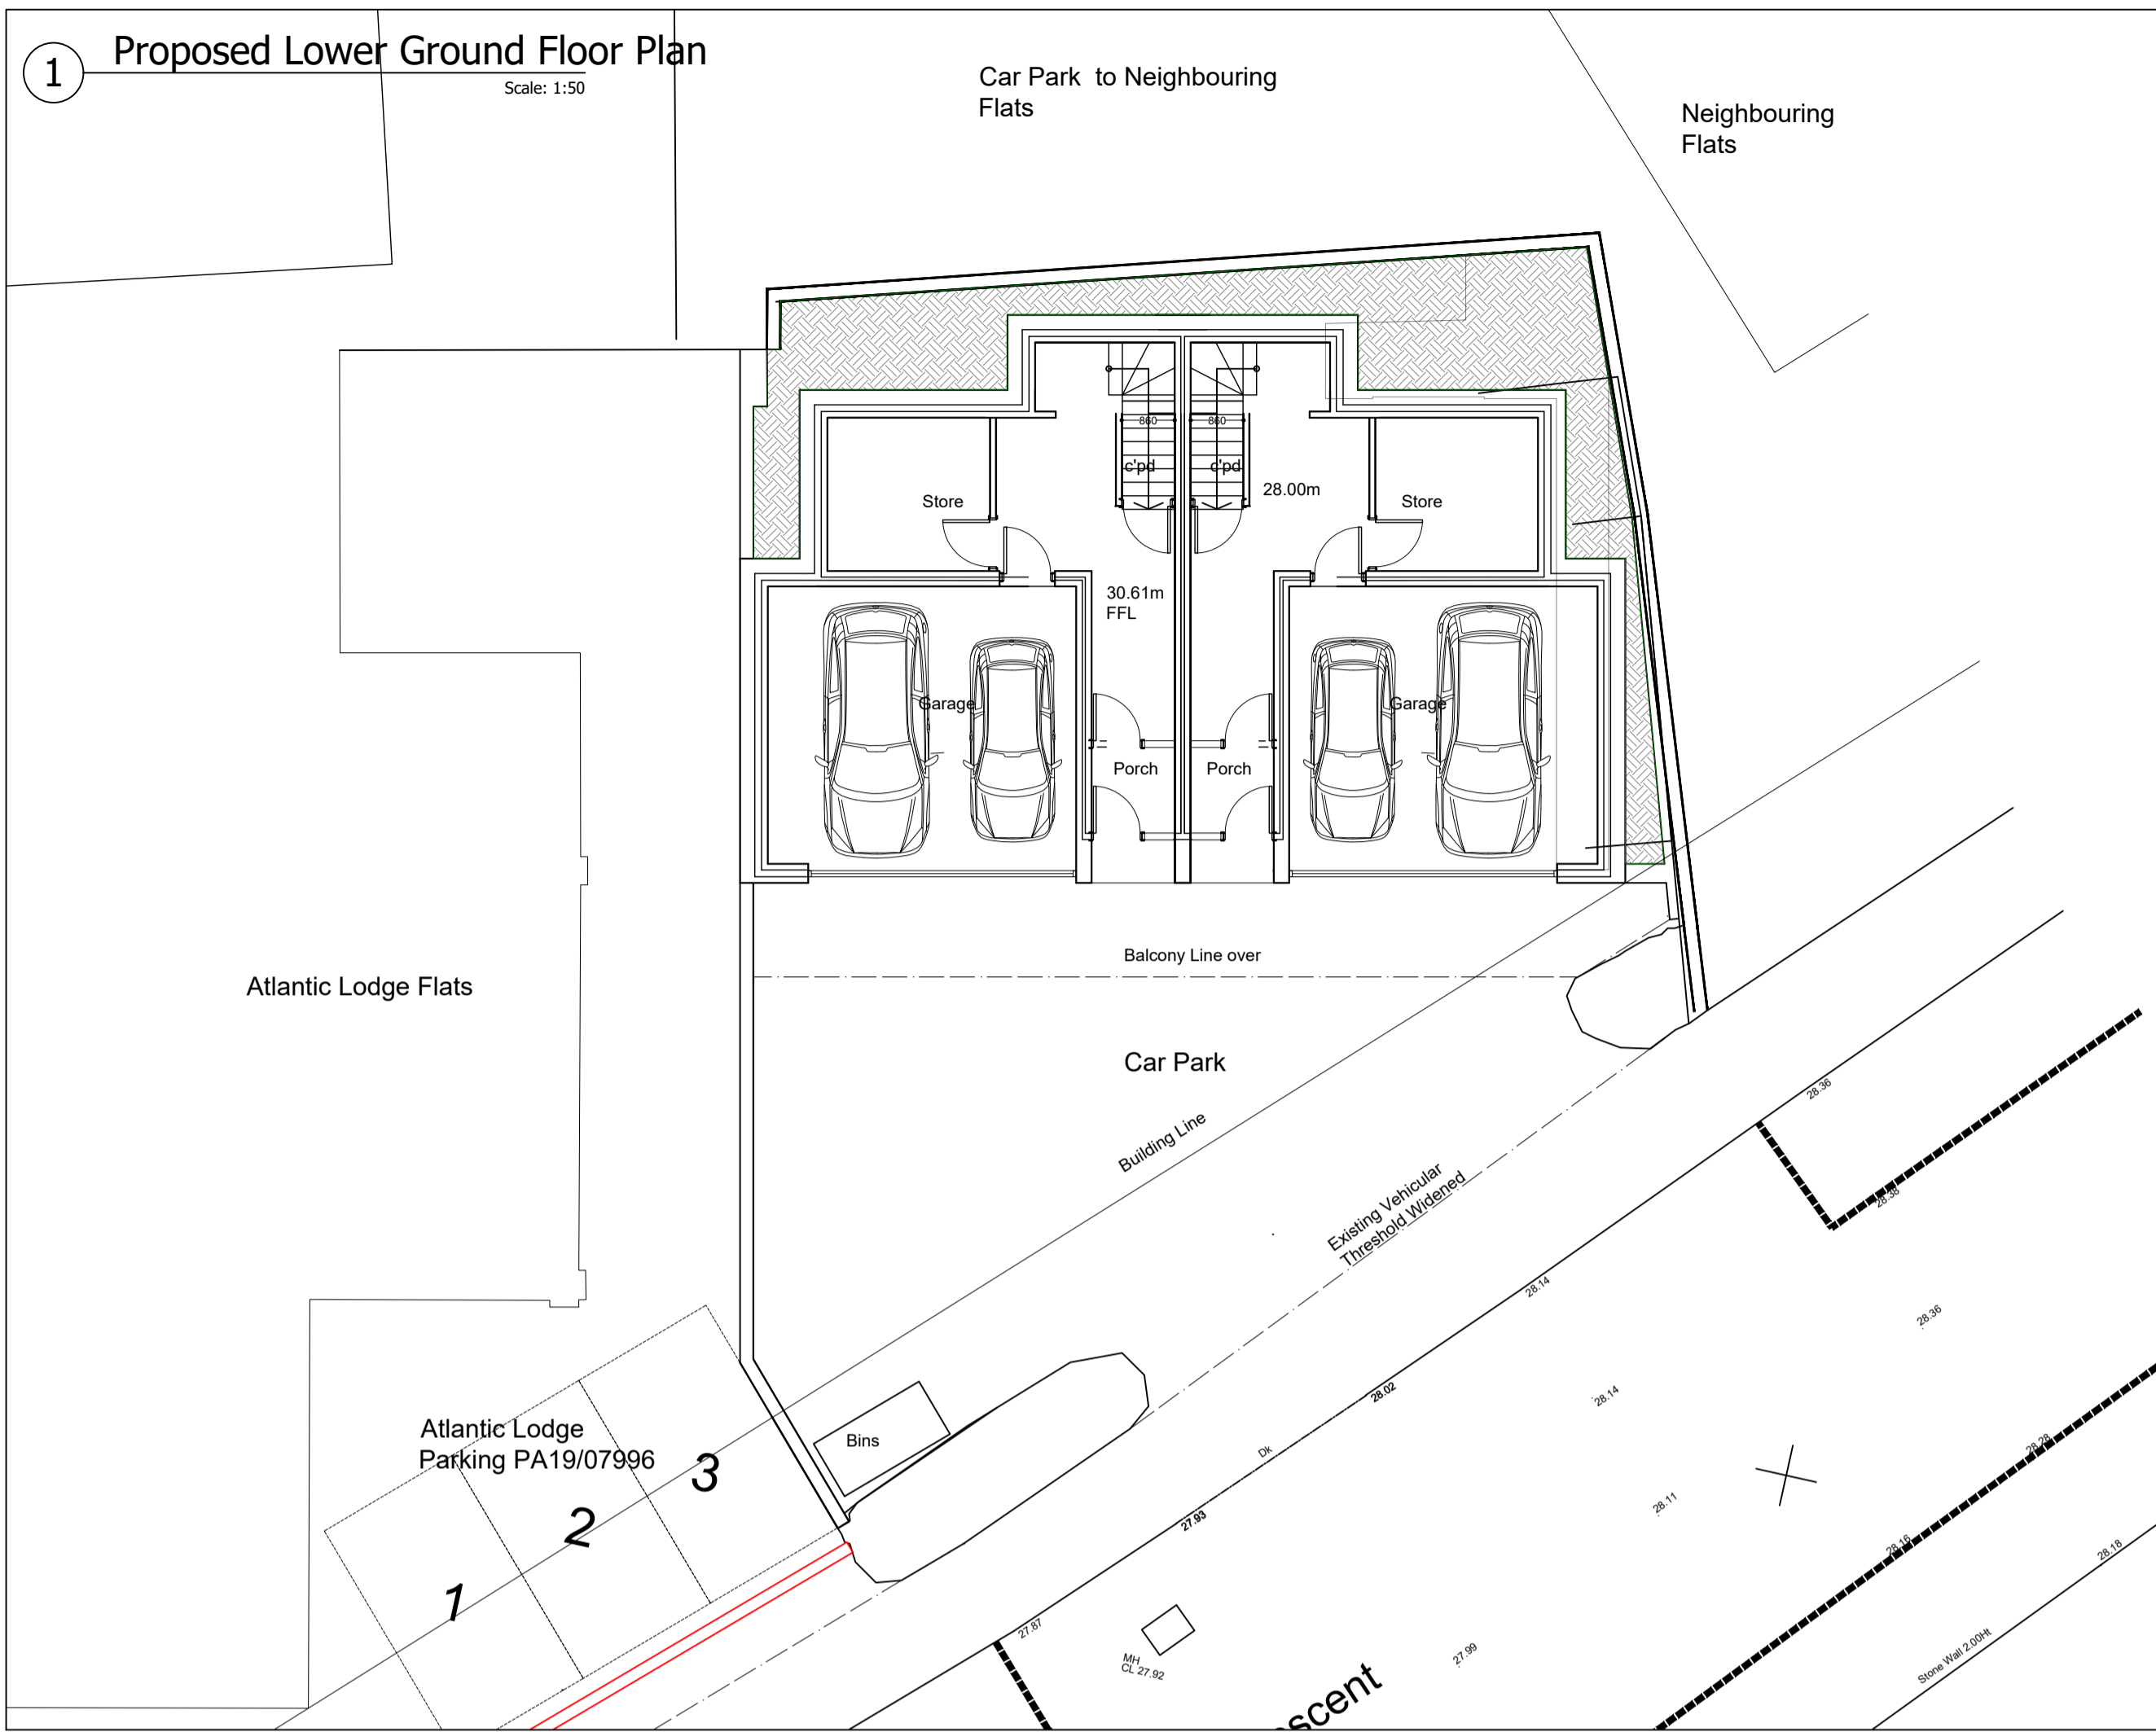 1
Proposed Lower Ground Floor Plan
Scale: 1:50
Car Park to Neighbouring
Flats
Neighbouring
Flats
860
860
c'pd
c'pd
28.00m
Store
Store
30.61m
FFL
Garage
Garage
Porch
Porch
Balcony Line over
Atlantic Lodge Flats
Car Park
Building Line
Existing Vehicular
Threshold Widened
28.36
28.38
28.14
28.36
28.02
28.14
Atlantic Lodge
Parking PA19/07996
Bins
Dk
28.28
3
2
1
27.93
28.11
28.16
28.18
27.87
MH
CL 27.92
27.99
Stone Wall 2.00Ht
escent